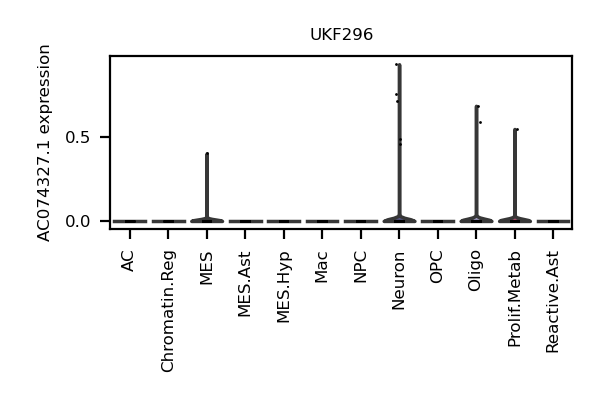 UKF296
AC074327.1 expression
0.5
0.0
AC
Chromatin.Reg
MES
MES.Ast
MES.Hyp
Mac
NPC
Neuron
OPC
Oligo
Prolif.Metab
Reactive.Ast